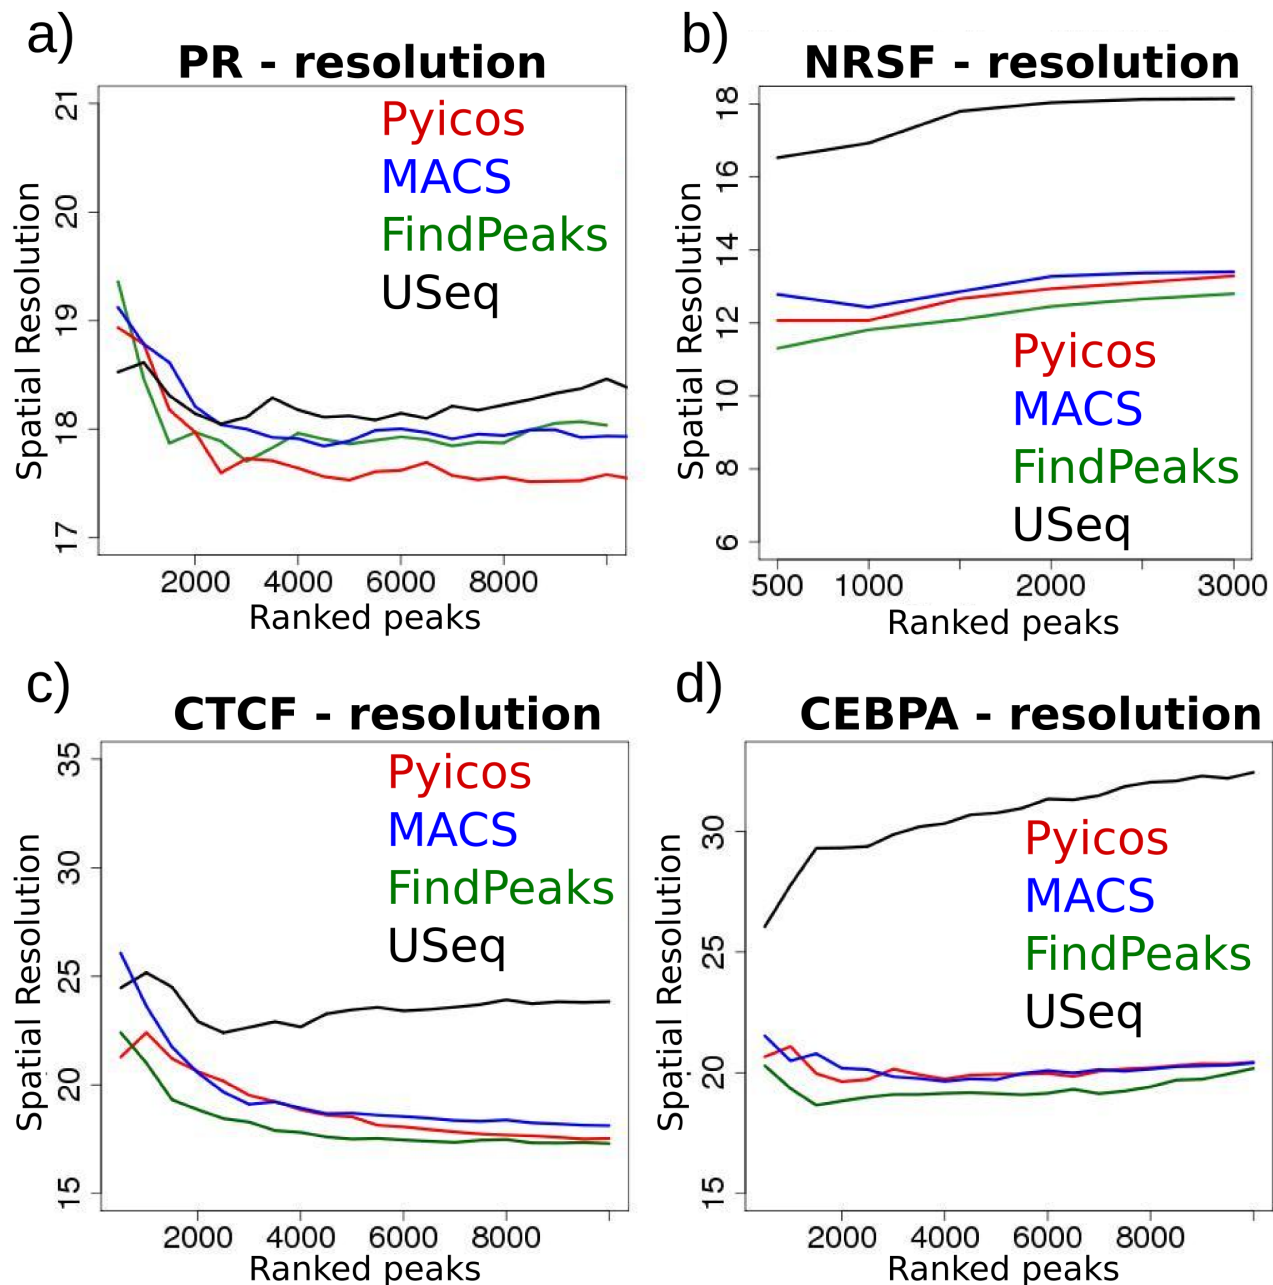 a)
PR - resolution
21
20
19
18
17
Spatial Resolution
Pyicos
MACS
FindPeaks
USeq
2000 4000 6000 8000
Ranked peaks
b)
NRSF - resolution
18
16
14
12
10
8
6
Spatial Resolution
Pyicos
MACS
FindPeaks
USeq
500 1000 2000 3000
Ranked peaks
c)
CTCF - resolution
35
30
25
20
15
Spatial Resolution
Pyicos
MACS
FindPeaks
USeq
2000 4000 6000 8000
Ranked peaks
d)
CEBPA - resolution
30
25
20
15
Spatial Resolution
Pyicos
MACS
FindPeaks
USeq
2000 4000 6000 8000
Ranked peaks